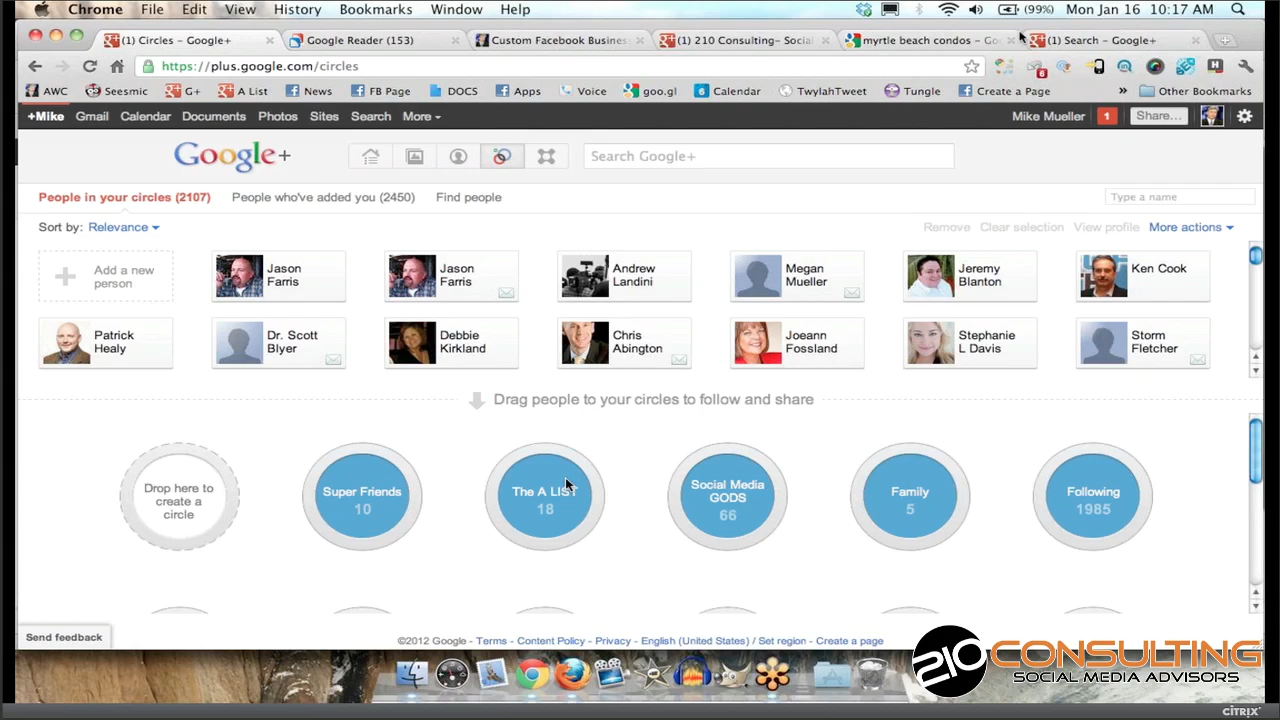 Chrome File Edit View History Bookmarks Window Help (99%) Mon Jan 16 10:17 AM
(1) Circles – Google+ Google Reader (153) Custom Facebook Busines (1) 210 Consulting– Social myrtle beach condos – Go (1) Search – Google+
https://plus.google.com/circles 6
AWC Seesmic G+ A List News FB Page DOCS Apps Voice goo.gl 6 Calendar TwylahTweet Tungle Create a Page » Other Bookmarks
+Mike Gmail Calendar Documents Photos Sites Search More Mike Mueller 1 Share...
Google+ Search Google+
People in your circles (2107) People who've added you (2450) Find people Type a name
Sort by: Relevance Remove Clear selection View profile More actions
Add a new person
Jason Farris
Jason Farris
Andrew Landini
Megan Mueller
Jeremy Blanton
Ken Cook
Patrick Healy
Dr. Scott Blyer
Debbie Kirkland
Chris Abington
Joeann Fossland
Stephanie L Davis
Storm Fletcher
Drag people to your circles to follow and share
Drop here to create a circle
Super Friends 10
The A LIST 18
Social Media GODS 66
Family 5
Following 1985
Send feedback
©2012 Google - Terms - Content Policy - Privacy - English (United States) / Set region - Create a page
210 CONSULTING
SOCIAL MEDIA ADVISORS
CITRIX